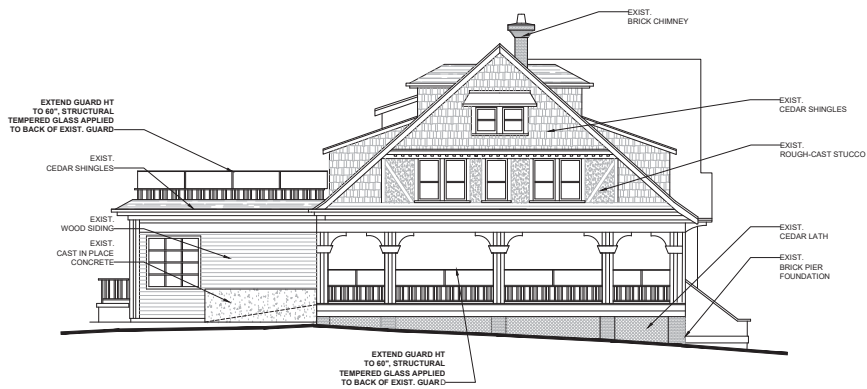 EXIST.
BRICK CHIMNEY
EXTEND GUARD HT
TO 60", STRUCTURAL
TEMPERED GLASS APPLIED
TO BACK OF EXIST. GUARD
EXIST.
CEDAR SHINGLES
EXIST.
CEDAR SHINGLES
EXIST.
ROUGH-CAST STUCCO
EXIST.
WOOD SIDING
EXIST.
CAST IN PLACE
CONCRETE
EXIST.
CEDAR LATH
EXIST.
BRICK PIER
FOUNDATION
EXTEND GUARD HT
TO 60", STRUCTURAL
TEMPERED GLASS APPLIED
TO BACK OF EXIST. GUARD